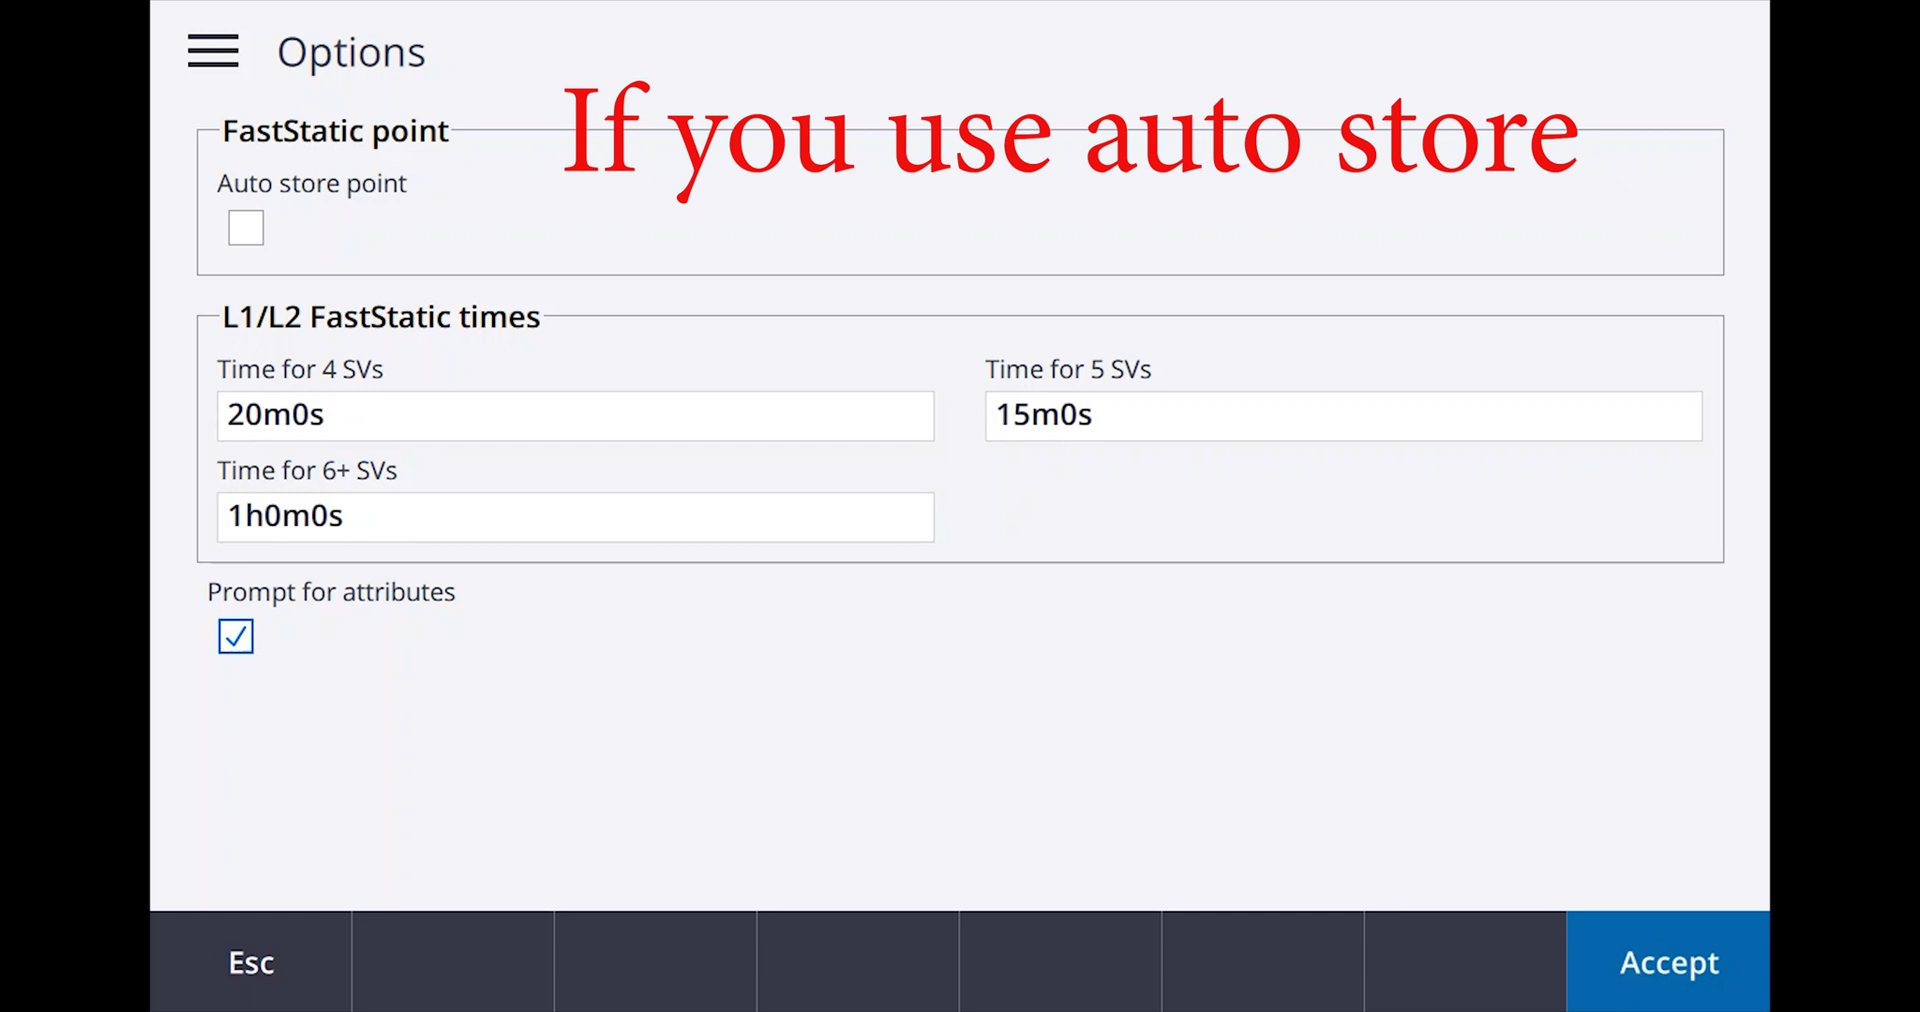 Options
If you use auto store
FastStatic point
Auto store point
L1/L2 FastStatic times
Time for 4 SVs
Time for 5 SVs
20m0s
15m0s
Time for 6+ SVs
1h0m0s
Prompt for attributes
Esc
Accept